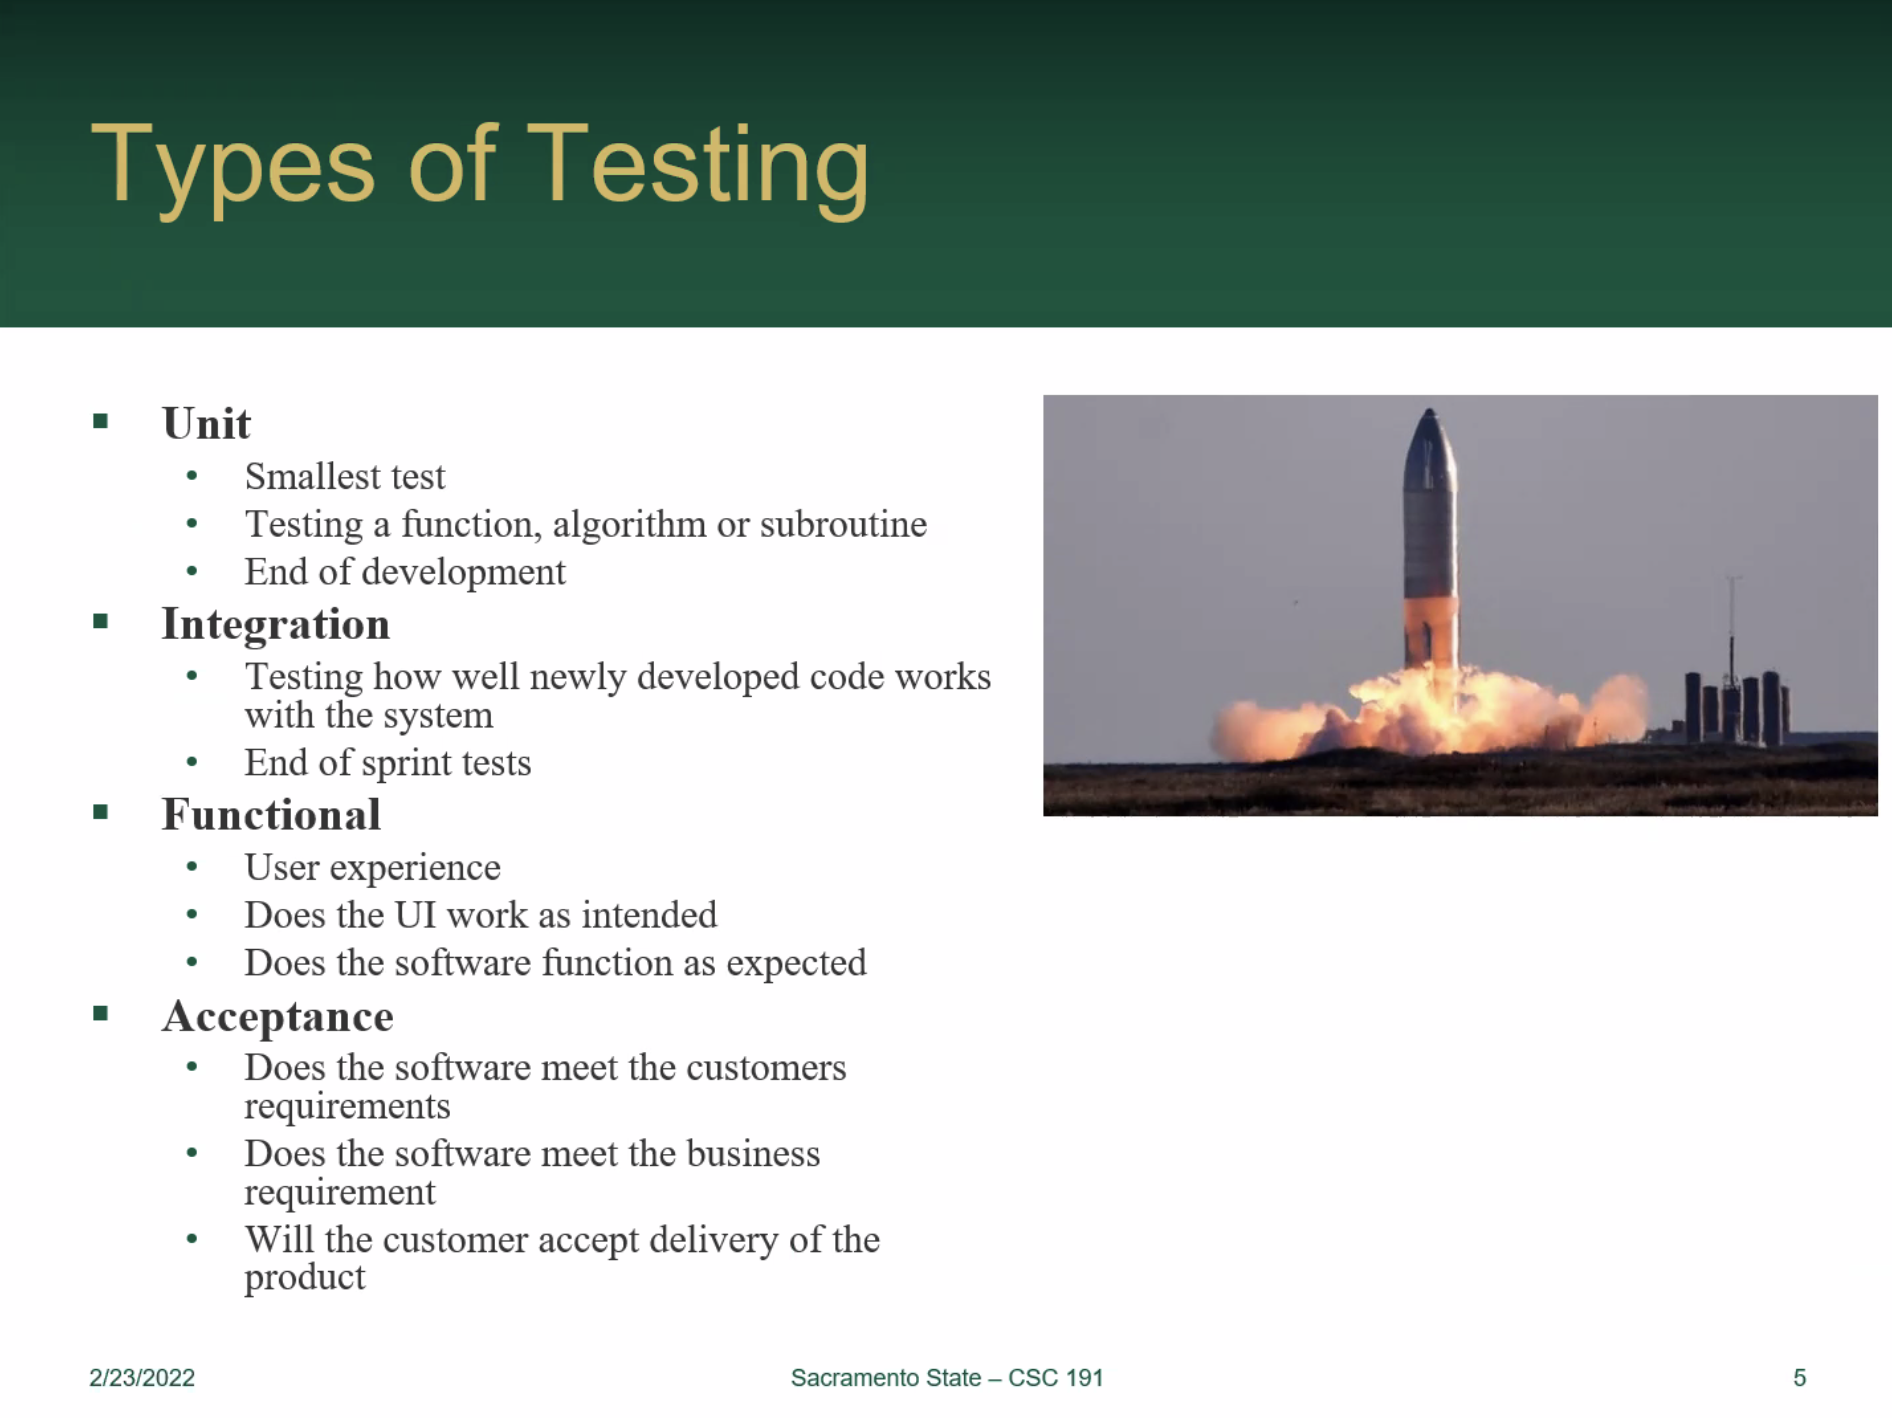 Types of Testing
▪ Unit
• Smallest test
• Testing a function, algorithm or subroutine
• End of development
▪ Integration
• Testing how well newly developed code works
with the system
• End of sprint tests
▪ Functional
• User experience
• Does the UI work as intended
• Does the software function as expected
▪ Acceptance
• Does the software meet the customers
requirements
• Does the software meet the business
requirement
• Will the customer accept delivery of the
product
2/23/2022
Sacramento State – CSC 191
5